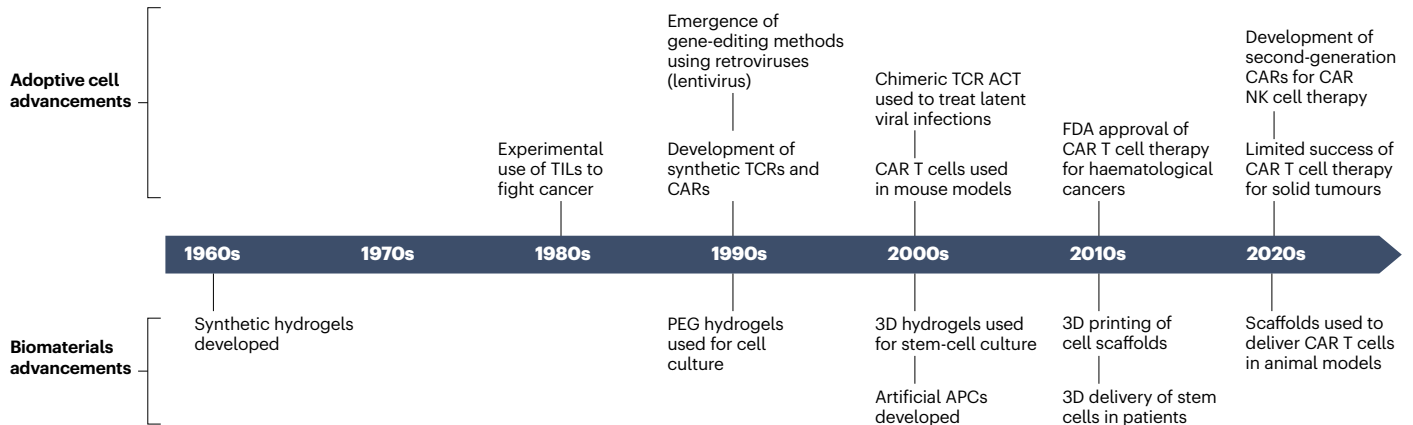 Adoptive cell
advancements
Experimental
use of TILs to
fight cancer
Emergence of
gene-editing methods
using retroviruses
(lentivirus)
Development of
synthetic TCRs and
CARs
Chimeric TCR ACT
used to treat latent
viral infections
CAR T cells used
in mouse models
FDA approval of
CAR T cell therapy
for haematological
cancers
Development of
second-generation
CARs for CAR
NK cell therapy
Limited success of
CAR T cell therapy
for solid tumours
1960s 1970s 1980s 1990s 2000s 2010s 2020s
Biomaterials
advancements
Synthetic hydrogels
developed
PEG hydrogels
used for cell
culture
3D hydrogels used
for stem-cell culture
Artificial APCs
developed
3D printing of
cell scaffolds
3D delivery of stem
cells in patients
Scaffolds used to
deliver CAR T cells
in animal models